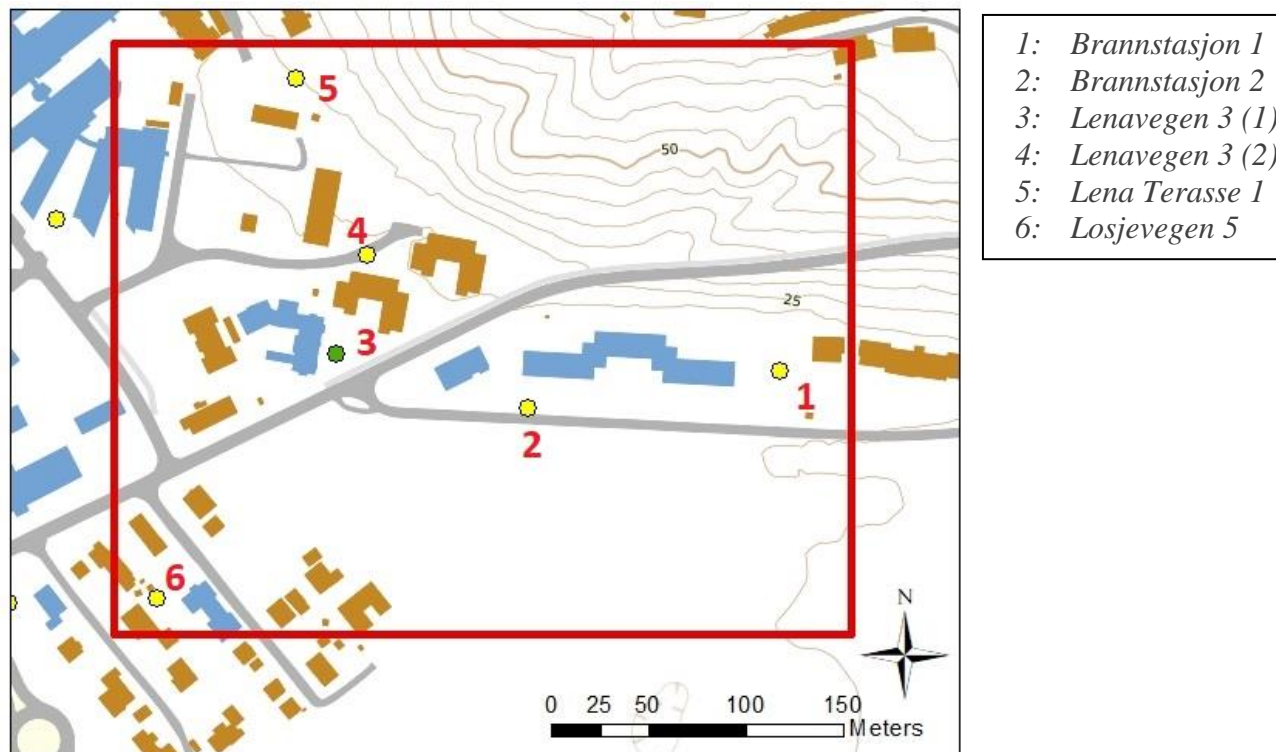 5
50
4
25
3
1
2
6
N
0 25 50 100 150
Meters
1: Brannstasjon 1
2: Brannstasjon 2
3: Lenavegen 3 (1)
4: Lenavegen 3 (2)
5: Lena Terasse 1
6: Losjevegen 5